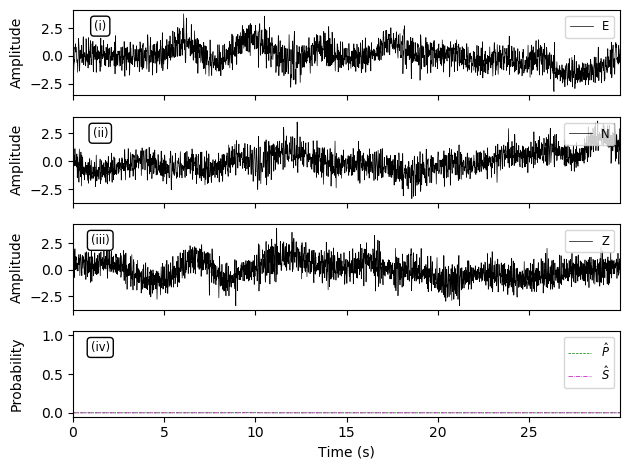 (i)
E
Amplitude
2.5
0.0
−2.5
(ii)
N
Amplitude
2.5
0.0
−2.5
(iii)
Z
Amplitude
2.5
0.0
−2.5
(iv)
P̂
Ŝ
Probability
1.0
0.5
0.0
0 5 10 15 20 25
Time (s)